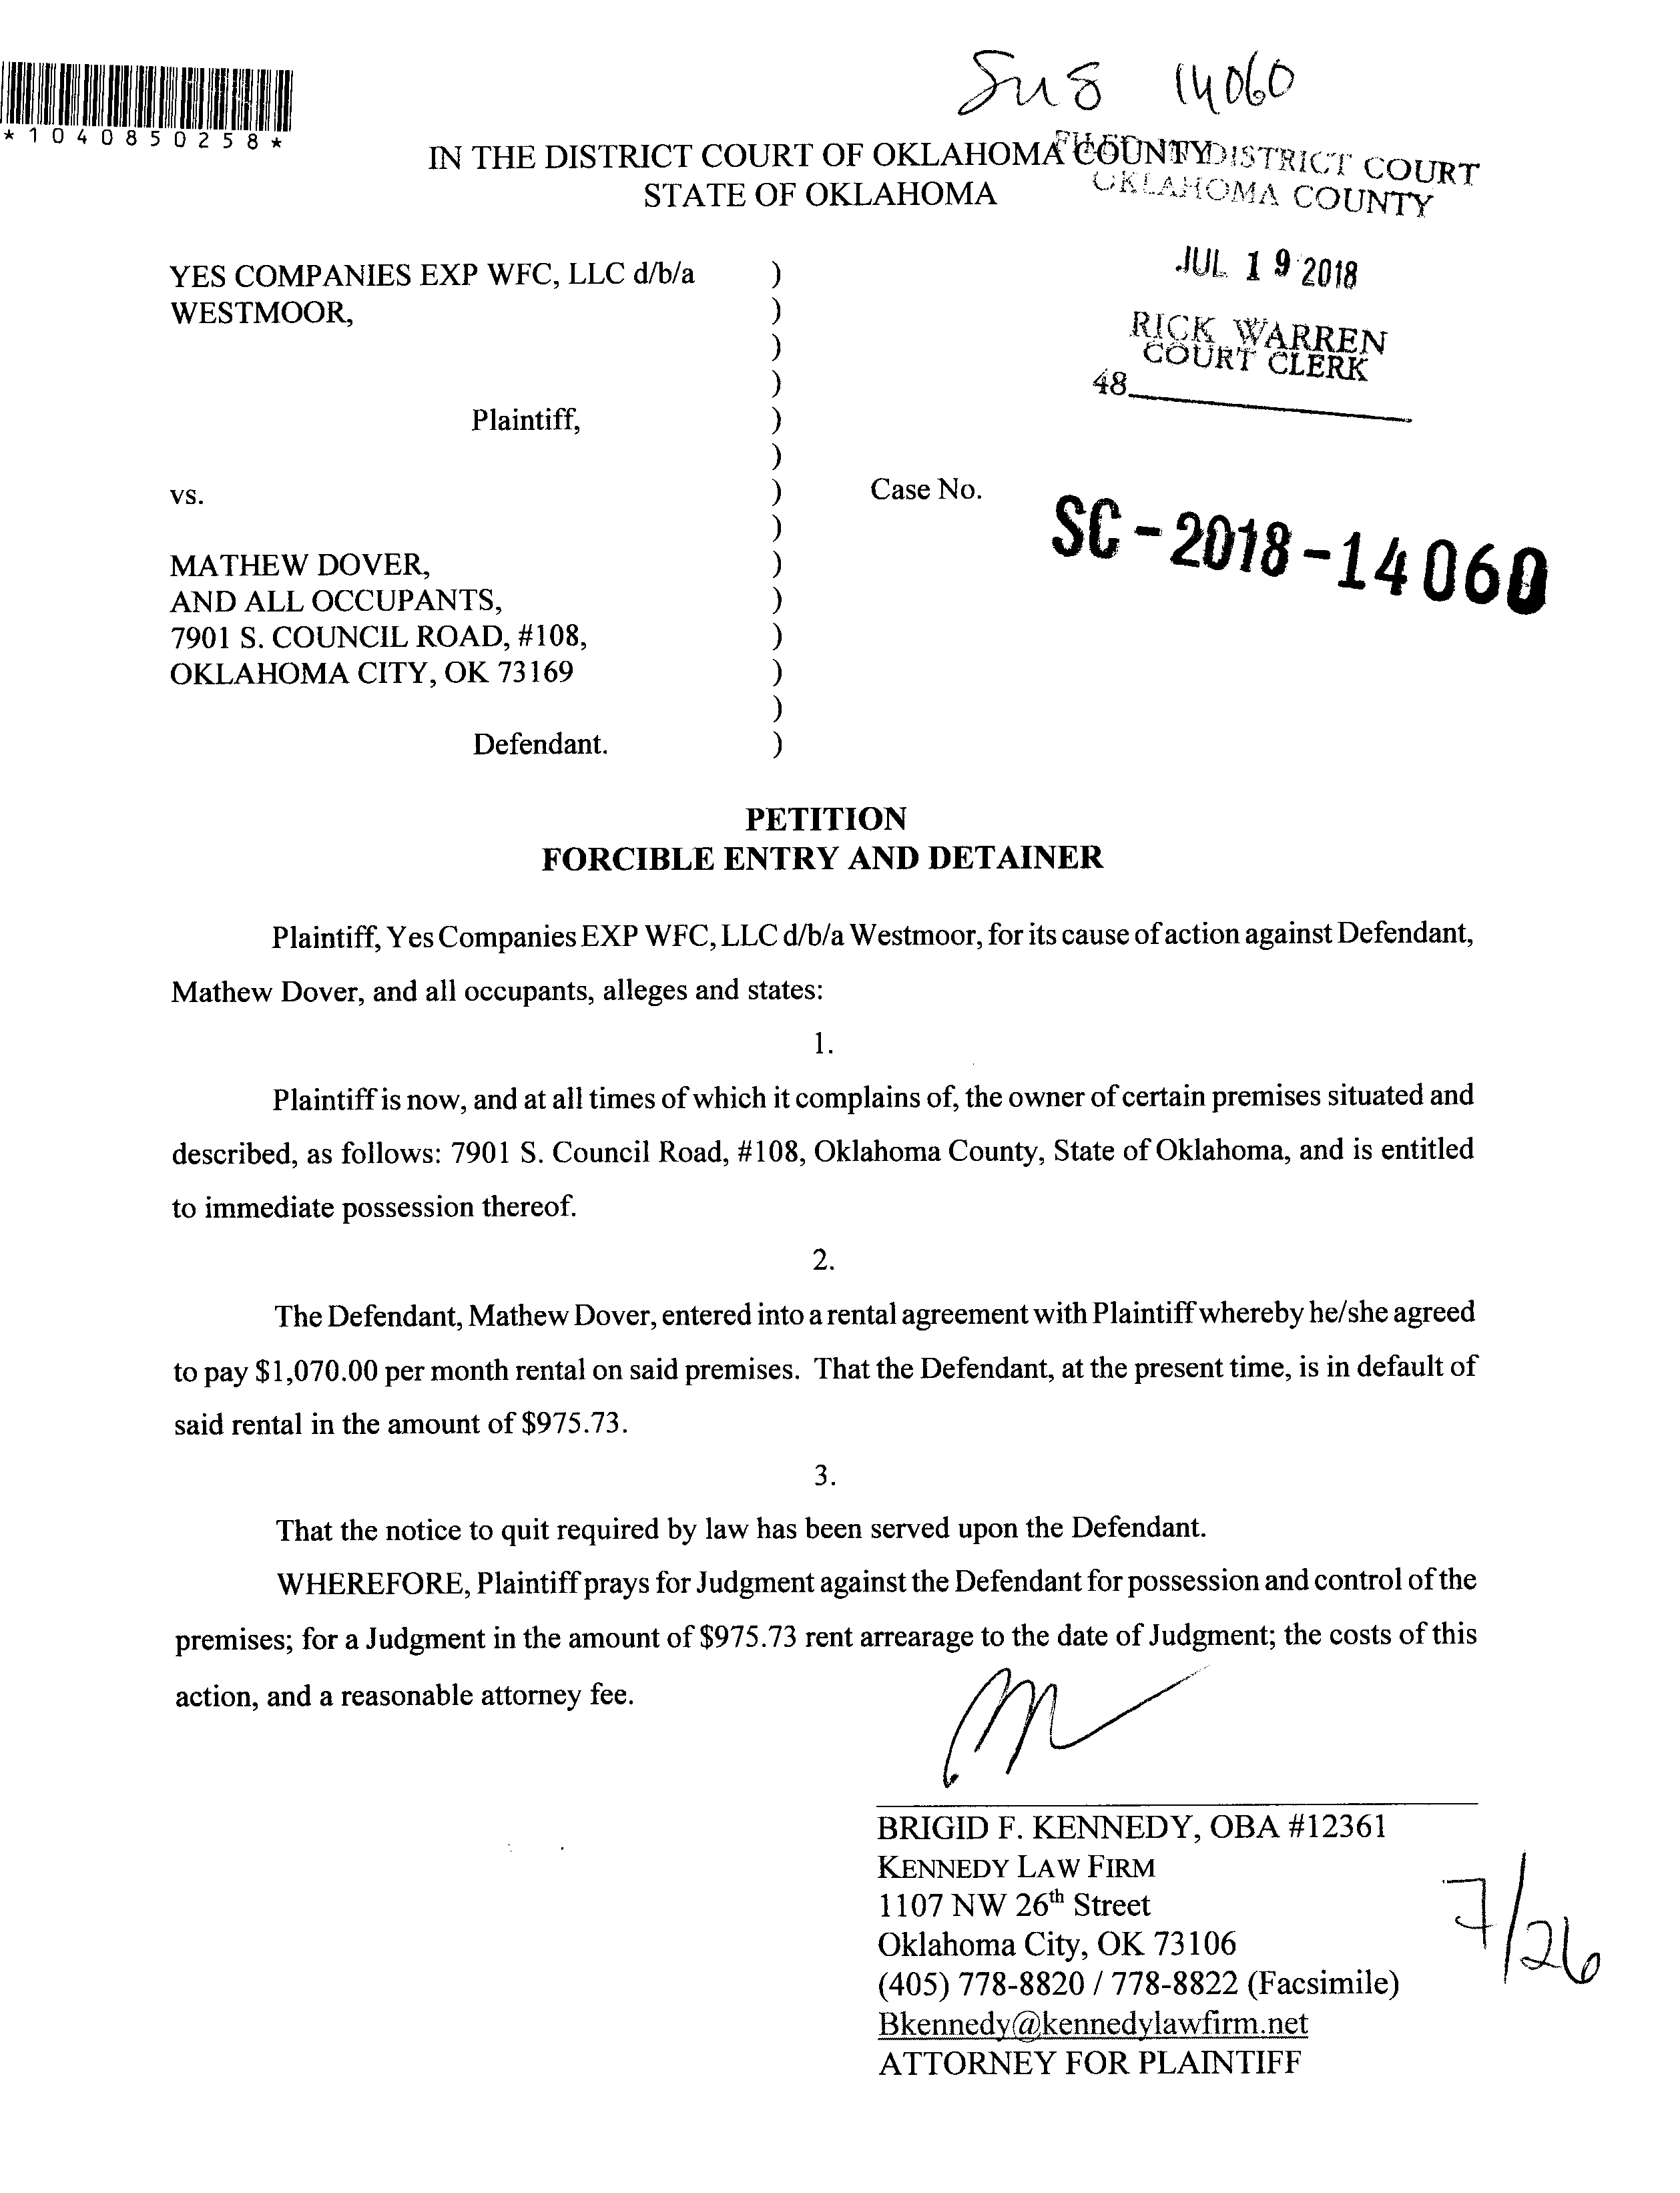 14060
*1040850258*
IN THE DISTRICT COURT OF OKLAHOMA COUNTY
STATE OF OKLAHOMA
FILED IN DISTRICT COURT
OKLAHOMA COUNTY
JUL 19 2018
RICK WARREN
COURT CLERK
48
YES COMPANIES EXP WFC, LLC d/b/a )
WESTMOOR, )
)
)
Plaintiff, )
)
vs. ) Case No. SC-2018-14060
)
MATHEW DOVER, )
AND ALL OCCUPANTS, )
7901 S. COUNCIL ROAD, #108, )
OKLAHOMA CITY, OK 73169 )
)
Defendant. )
PETITION
FORCIBLE ENTRY AND DETAINER
Plaintiff, Yes Companies EXP WFC, LLC d/b/a Westmoor, for its cause of action against Defendant,
Mathew Dover, and all occupants, alleges and states:
1.
Plaintiff is now, and at all times of which it complains of, the owner of certain premises situated and
described, as follows: 7901 S. Council Road, #108, Oklahoma County, State of Oklahoma, and is entitled
to immediate possession thereof.
2.
The Defendant, Mathew Dover, entered into a rental agreement with Plaintiff whereby he/she agreed
to pay $1,070.00 per month rental on said premises. That the Defendant, at the present time, is in default of
said rental in the amount of $975.73.
3.
That the notice to quit required by law has been served upon the Defendant.
WHEREFORE, Plaintiff prays for Judgment against the Defendant for possession and control of the
premises; for a Judgment in the amount of $975.73 rent arrearage to the date of Judgment; the costs of this
action, and a reasonable attorney fee.
BRIGID F. KENNEDY, OBA #12361
KENNEDY LAW FIRM
1107 NW 26th Street
Oklahoma City, OK 73106
(405) 778-8820 / 778-8822 (Facsimile)
Bkennedy@kennedylawfirm.net
ATTORNEY FOR PLAINTIFF
7/26